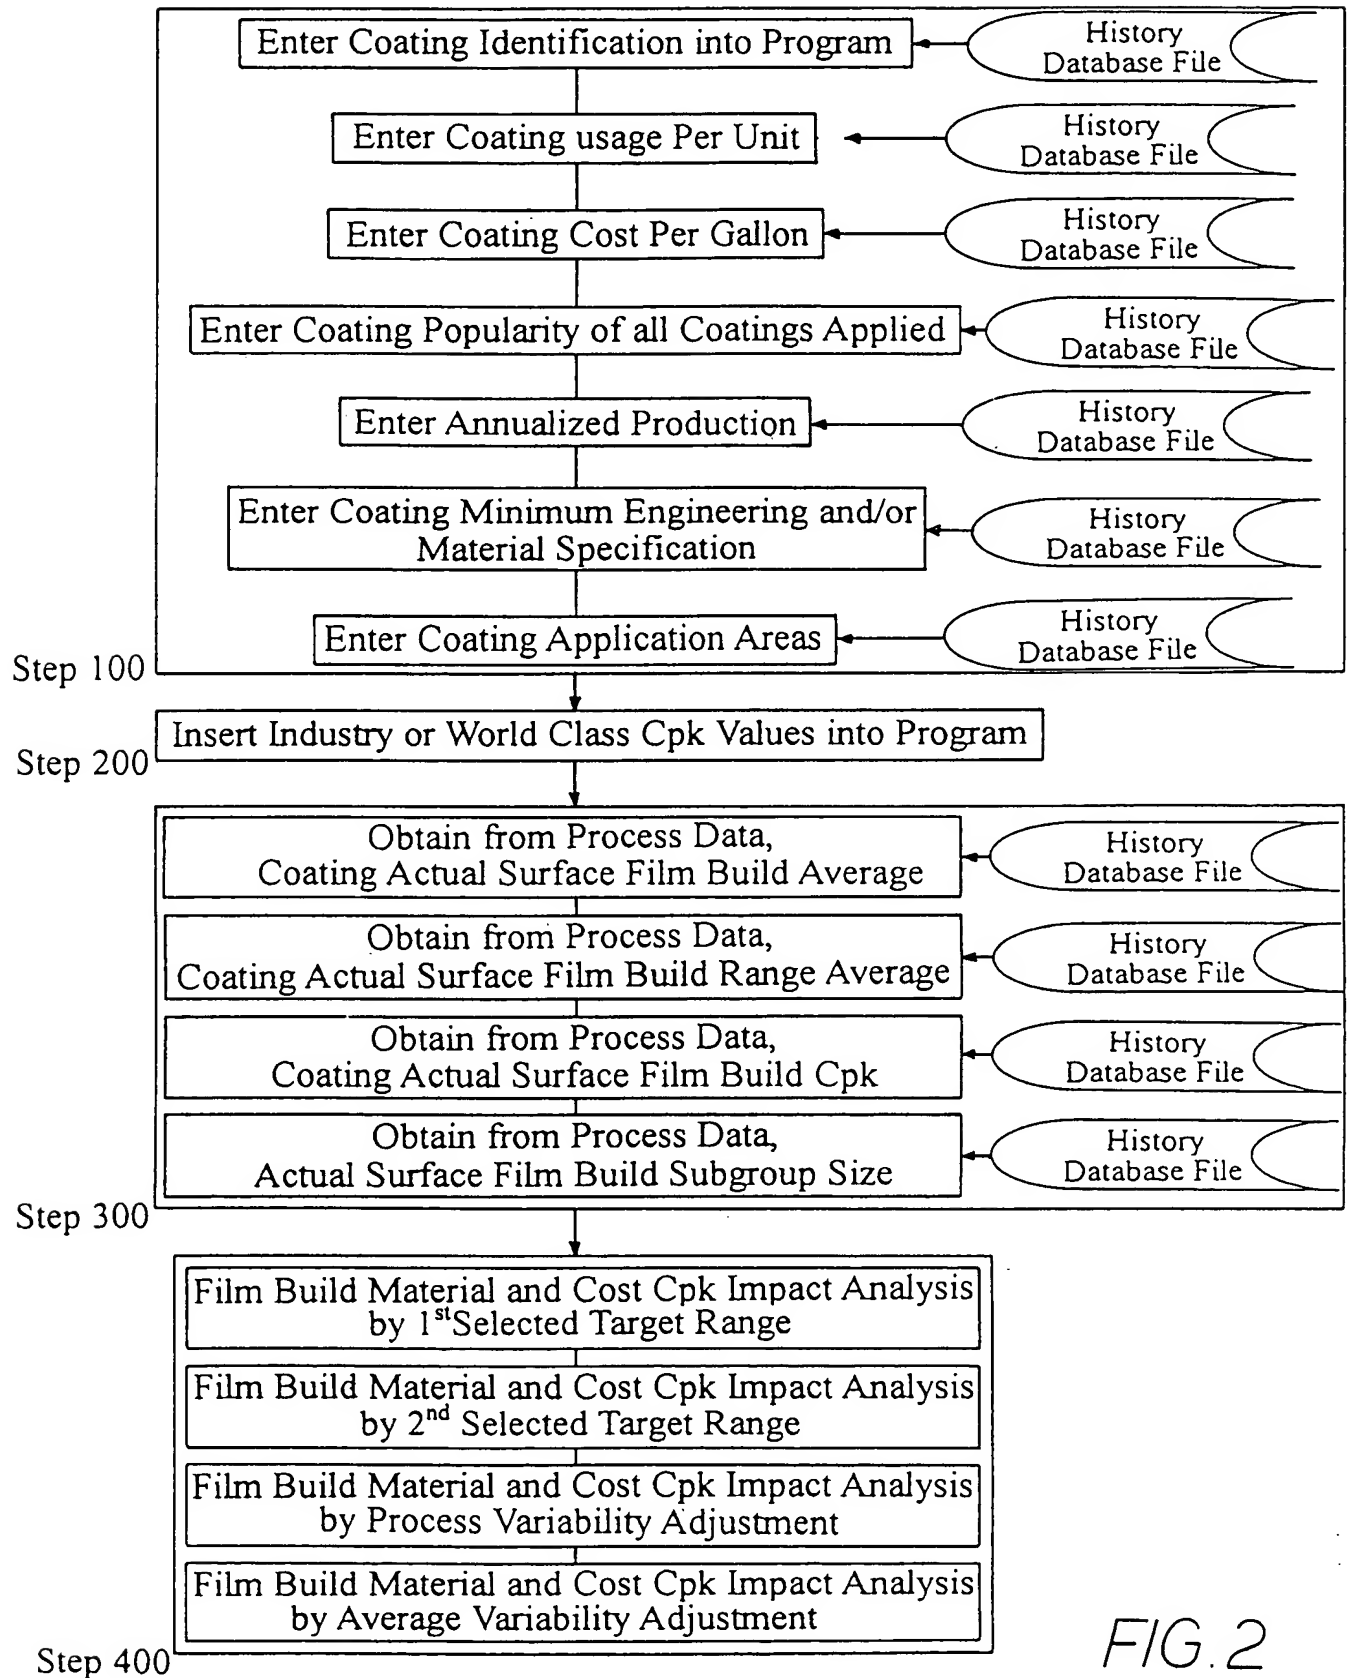 Enter Coating Identification into Program
History
Database File
Enter Coating usage Per Unit
History
Database File
Enter Coating Cost Per Gallon
History
Database File
Enter Coating Popularity of all Coatings Applied
History
Database File
Enter Annualized Production
History
Database File
Enter Coating Minimum Engineering and/or
Material Specification
History
Database File
Enter Coating Application Areas
History
Database File
Step 100
Insert Industry or World Class Cpk Values into Program
Step 200
Obtain from Process Data,
Coating Actual Surface Film Build Average
History
Database File
Obtain from Process Data,
Coating Actual Surface Film Build Range Average
History
Database File
Obtain from Process Data,
Coating Actual Surface Film Build Cpk
History
Database File
Obtain from Process Data,
Actual Surface Film Build Subgroup Size
History
Database File
Step 300
Film Build Material and Cost Cpk Impact Analysis
by 1st Selected Target Range
Film Build Material and Cost Cpk Impact Analysis
by 2nd Selected Target Range
Film Build Material and Cost Cpk Impact Analysis
by Process Variability Adjustment
Film Build Material and Cost Cpk Impact Analysis
by Average Variability Adjustment
Step 400
FIG. 2